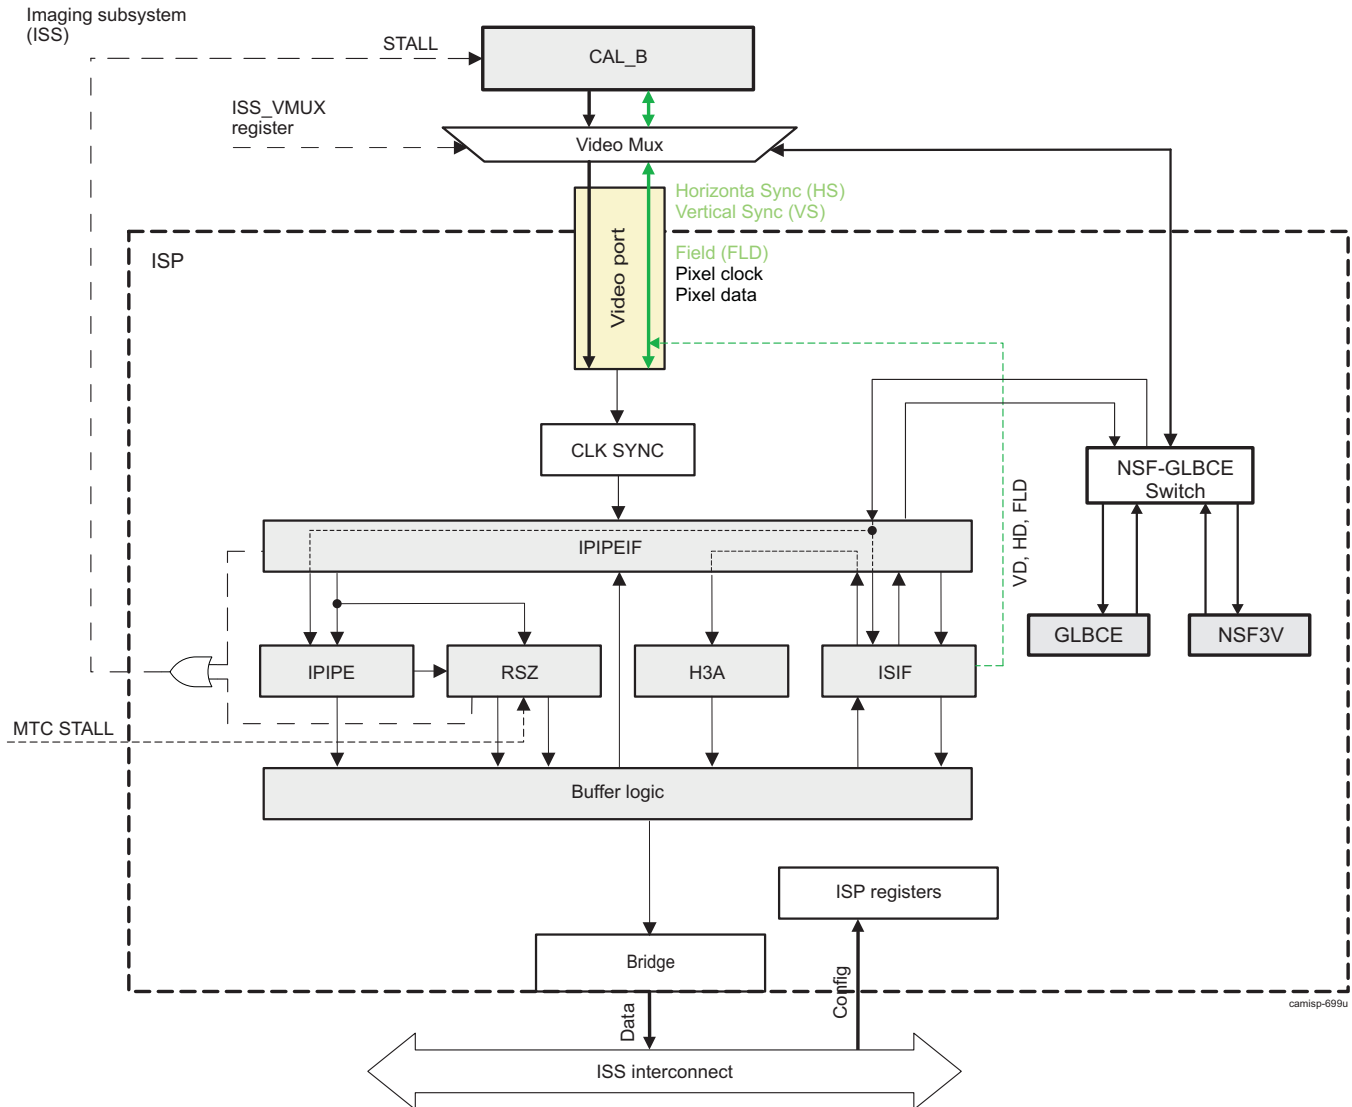 Imaging subsystem
(ISS)
STALL
CAL_B
ISS_VMUX
register
Video Mux
Horizonta Sync (HS)
Vertical Sync (VS)
ISP
Video port
Field (FLD)
Pixel clock
Pixel data
CLK SYNC
NSF-GLBCE
Switch
VD, HD, FLD
IPIPEIF
GLBCE
NSF3V
IPIPE
RSZ
H3A
ISIF
MTC STALL
Buffer logic
ISP registers
Bridge
Config
Data
camisp-699u
ISS interconnect